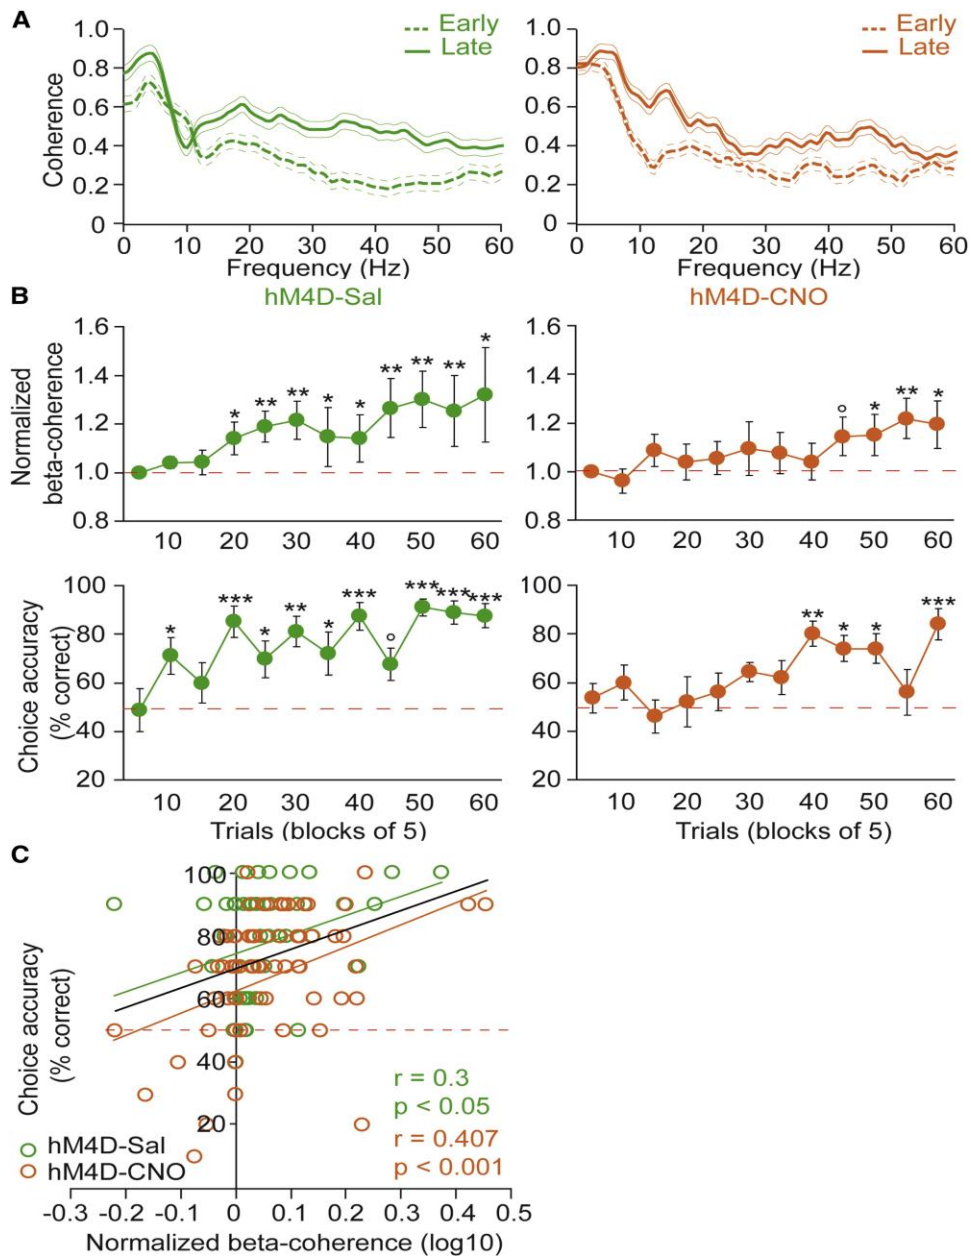 A
Early
Late
Early
Late
Coherence
1.0
0.8
0.6
0.4
0.2
0
0 10 20 30 40 50 60
Frequency (Hz)
1.0
0.8
0.6
0.4
0.2
0
0 10 20 30 40 50 60
Frequency (Hz)
B
hM4D-Sal
hM4D-CNO
Normalized
beta-coherence
1.6
1.4
1.2
1.0
0.8
* ** ** * * ** ** ** *
10 20 30 40 50 60
1.6
1.4
1.2
1.0
0.8
o * ** *
10 20 30 40 50 60
Choice accuracy
(% correct)
100
80
60
40
20
* *** * ** * *** o *** *** ***
10 20 30 40 50 60
Trials (blocks of 5)
100
80
60
40
20
** * * ***
10 20 30 40 50 60
Trials (blocks of 5)
C
Choice accuracy
(% correct)
100
80
60
40
20
r = 0.3
p < 0.05
r = 0.407
p < 0.001
hM4D-Sal
hM4D-CNO
-0.3 -0.2 -0.1 0 0.1 0.2 0.3 0.4 0.5
Normalized beta-coherence (log10)